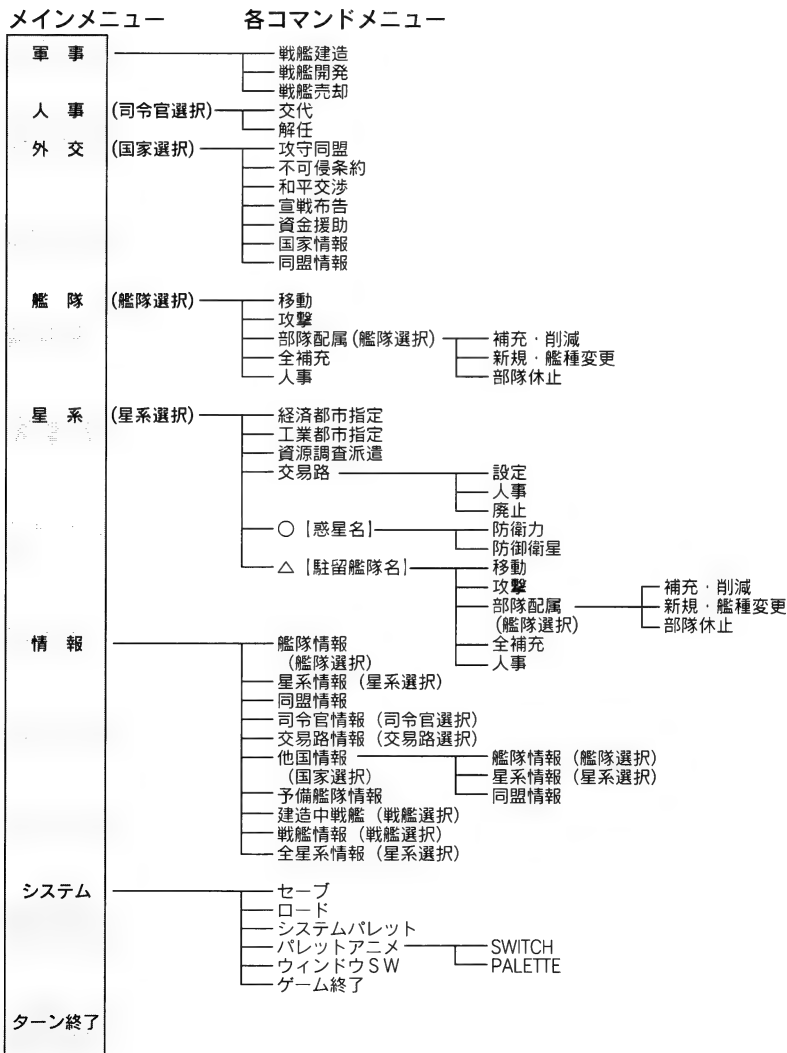 メインメニュー 各コマンドメニュー
軍 事 戦艦建造
戦艦開発
戦艦売却
人 事 (司令官選択) 交代
解任
外 交 (国家選択) 攻守同盟
不可侵条約
和平交渉
宣戦布告
資金援助
国家情報
同盟情報
艦 隊 (艦隊選択) 移動
攻撃
部隊配属(艦隊選択) 補充・削減
全補充 新規・艦種変更
人事 部隊休止
星 系 (星系選択) 経済都市指定
工業都市指定
資源調査派遣
交易路 設定
人事
廃止
○【惑星名】 防衛力
防御衛星
△【駐留艦隊名】 移動
攻撃 補充・削減
部隊配属 新規・艦種変更
(艦隊選択) 部隊休止
全補充
人事
情 報 艦隊情報
(艦隊選択)
星系情報(星系選択)
同盟情報
司令官情報(司令官選択)
交易路情報(交易路選択)
他国情報 艦隊情報(艦隊選択)
(国家選択) 星系情報(星系選択)
予備艦隊情報 同盟情報
建造中戦艦(戦艦選択)
戦艦情報(戦艦選択)
全星系情報(星系選択)
システム セーブ
ロード
システムパレット
パレットアニメ SWITCH
ウィンドウSW PALETTE
ゲーム終了
ターン終了